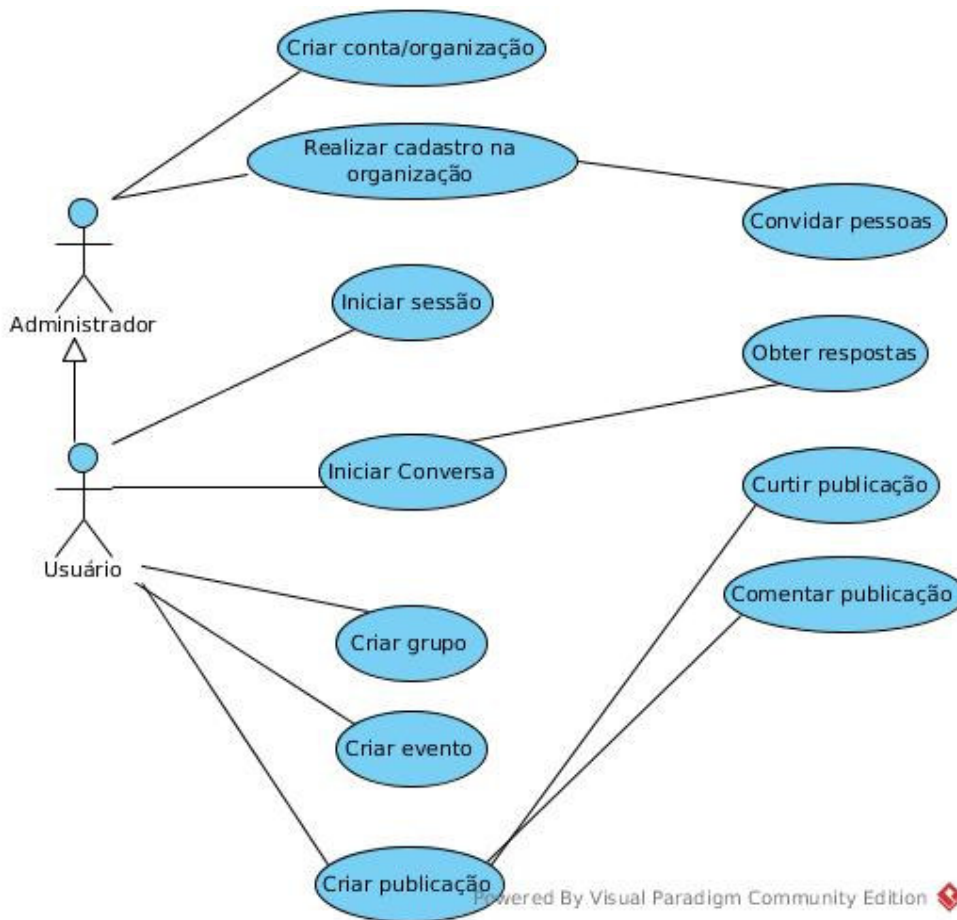 Criar conta/organização
Realizar cadastro na
organização
Convidar pessoas
Administrador
Iniciar sessão
Obter respostas
Iniciar Conversa
Curtir publicação
Usuário
Comentar publicação
Criar grupo
Criar evento
Criar publicação
Powered By Visual Paradigm Community Edition